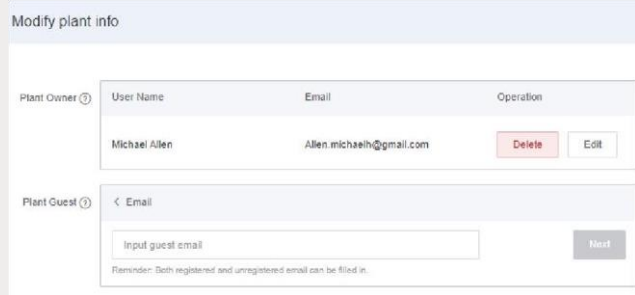 Modify plant info
Plant Owner ?
User Name Email Operation
Michael Allen Allen.michaelh@gmail.com Delete Edit
Plant Guest ?
< Email
Input guest email Next
Reminder: Both registered and unregistered email can be filled in.